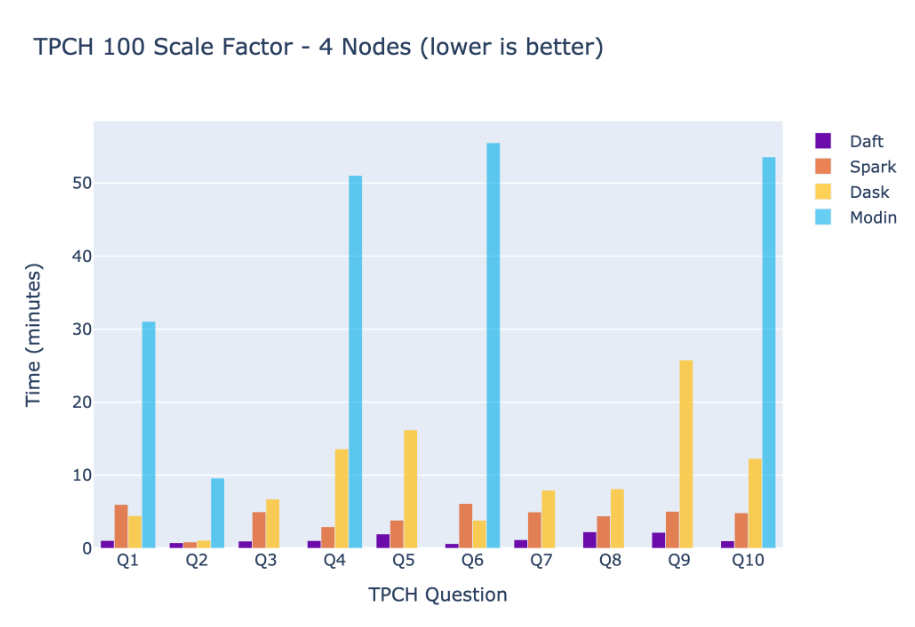 TPCH 100 Scale Factor - 4 Nodes (lower is better)
Daft
Spark
Dask
Modin
Time (minutes)
50
40
30
20
10
0
Q1 Q2 Q3 Q4 Q5 Q6 Q7 Q8 Q9 Q10
TPCH Question